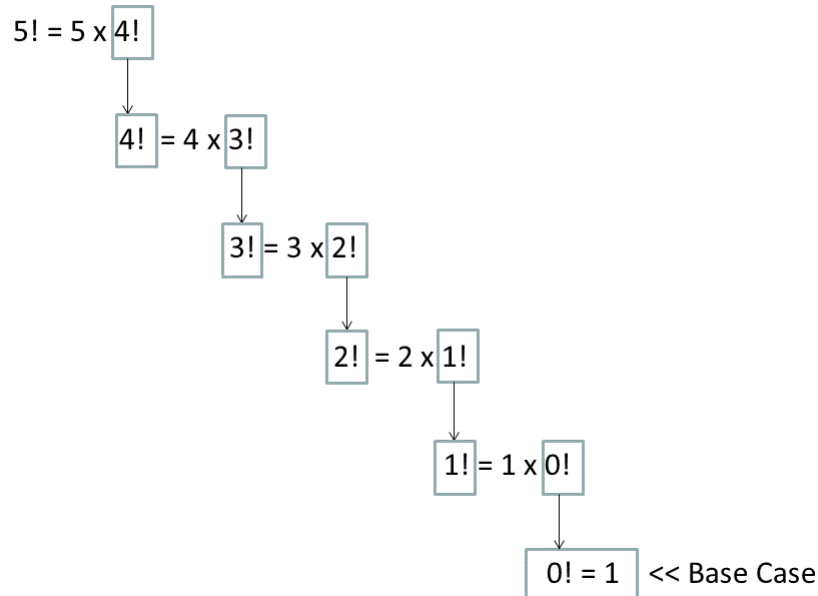 5! = 5 x 4!
4! = 4 x 3!
3! = 3 x 2!
2! = 2 x 1!
1! = 1 x 0!
0! = 1 << Base Case